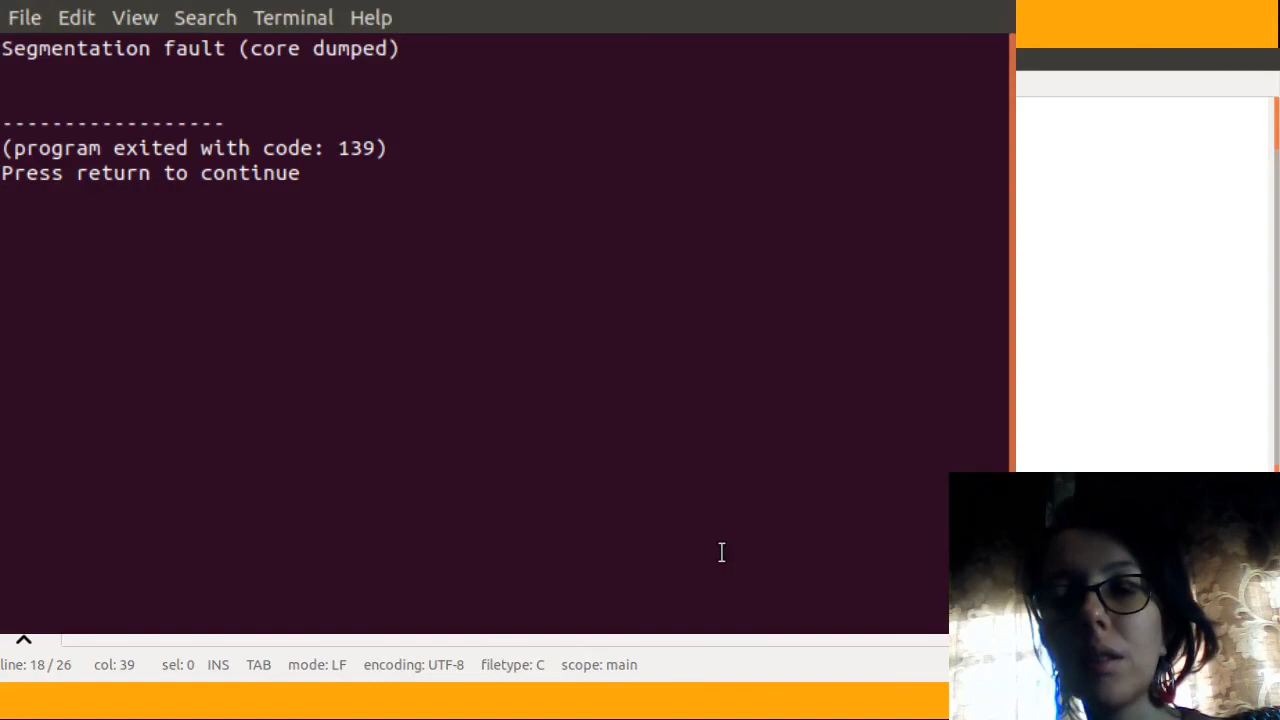 File Edit View Search Terminal Help
Segmentation fault (core dumped)
------------------
(program exited with code: 139)
Press return to continue
line: 18 / 26 col: 39 sel: 0 INS TAB mode: LF encoding: UTF-8 filetype: C scope: main